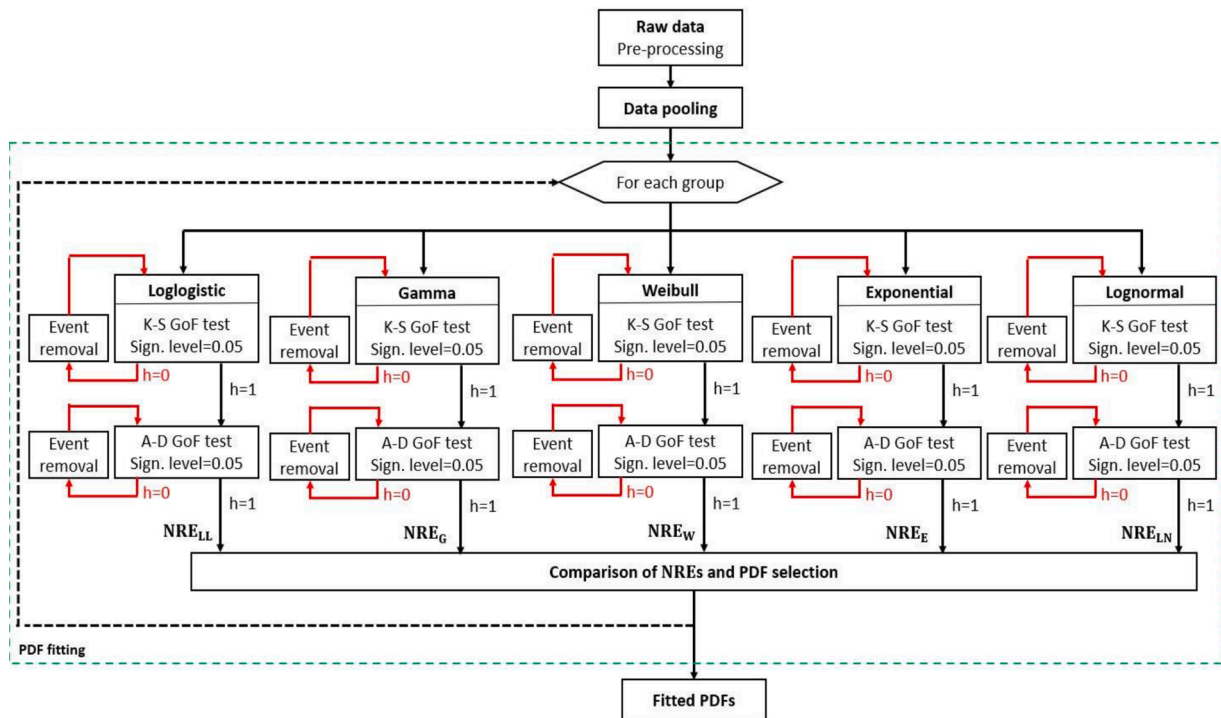 Raw data
Pre-processing
Data pooling
For each group
Loglogistic
Gamma
Weibull
Exponential
Lognormal
Event
removal
K-S GoF test
Sign. level=0.05
Event
removal
K-S GoF test
Sign. level=0.05
Event
removal
K-S GoF test
Sign. level=0.05
Event
removal
K-S GoF test
Sign. level=0.05
Event
removal
K-S GoF test
Sign. level=0.05
h=0
h=1
h=0
h=1
h=0
h=1
h=0
h=1
h=0
h=1
Event
removal
A-D GoF test
Sign. level=0.05
Event
removal
A-D GoF test
Sign. level=0.05
Event
removal
A-D GoF test
Sign. level=0.05
Event
removal
A-D GoF test
Sign. level=0.05
Event
removal
A-D GoF test
Sign. level=0.05
h=0
h=1
h=0
h=1
h=0
h=1
h=0
h=1
h=0
h=1
NRE_LL
NRE_G
NRE_W
NRE_E
NRE_LN
Comparison of NREs and PDF selection
PDF fitting
Fitted PDFs